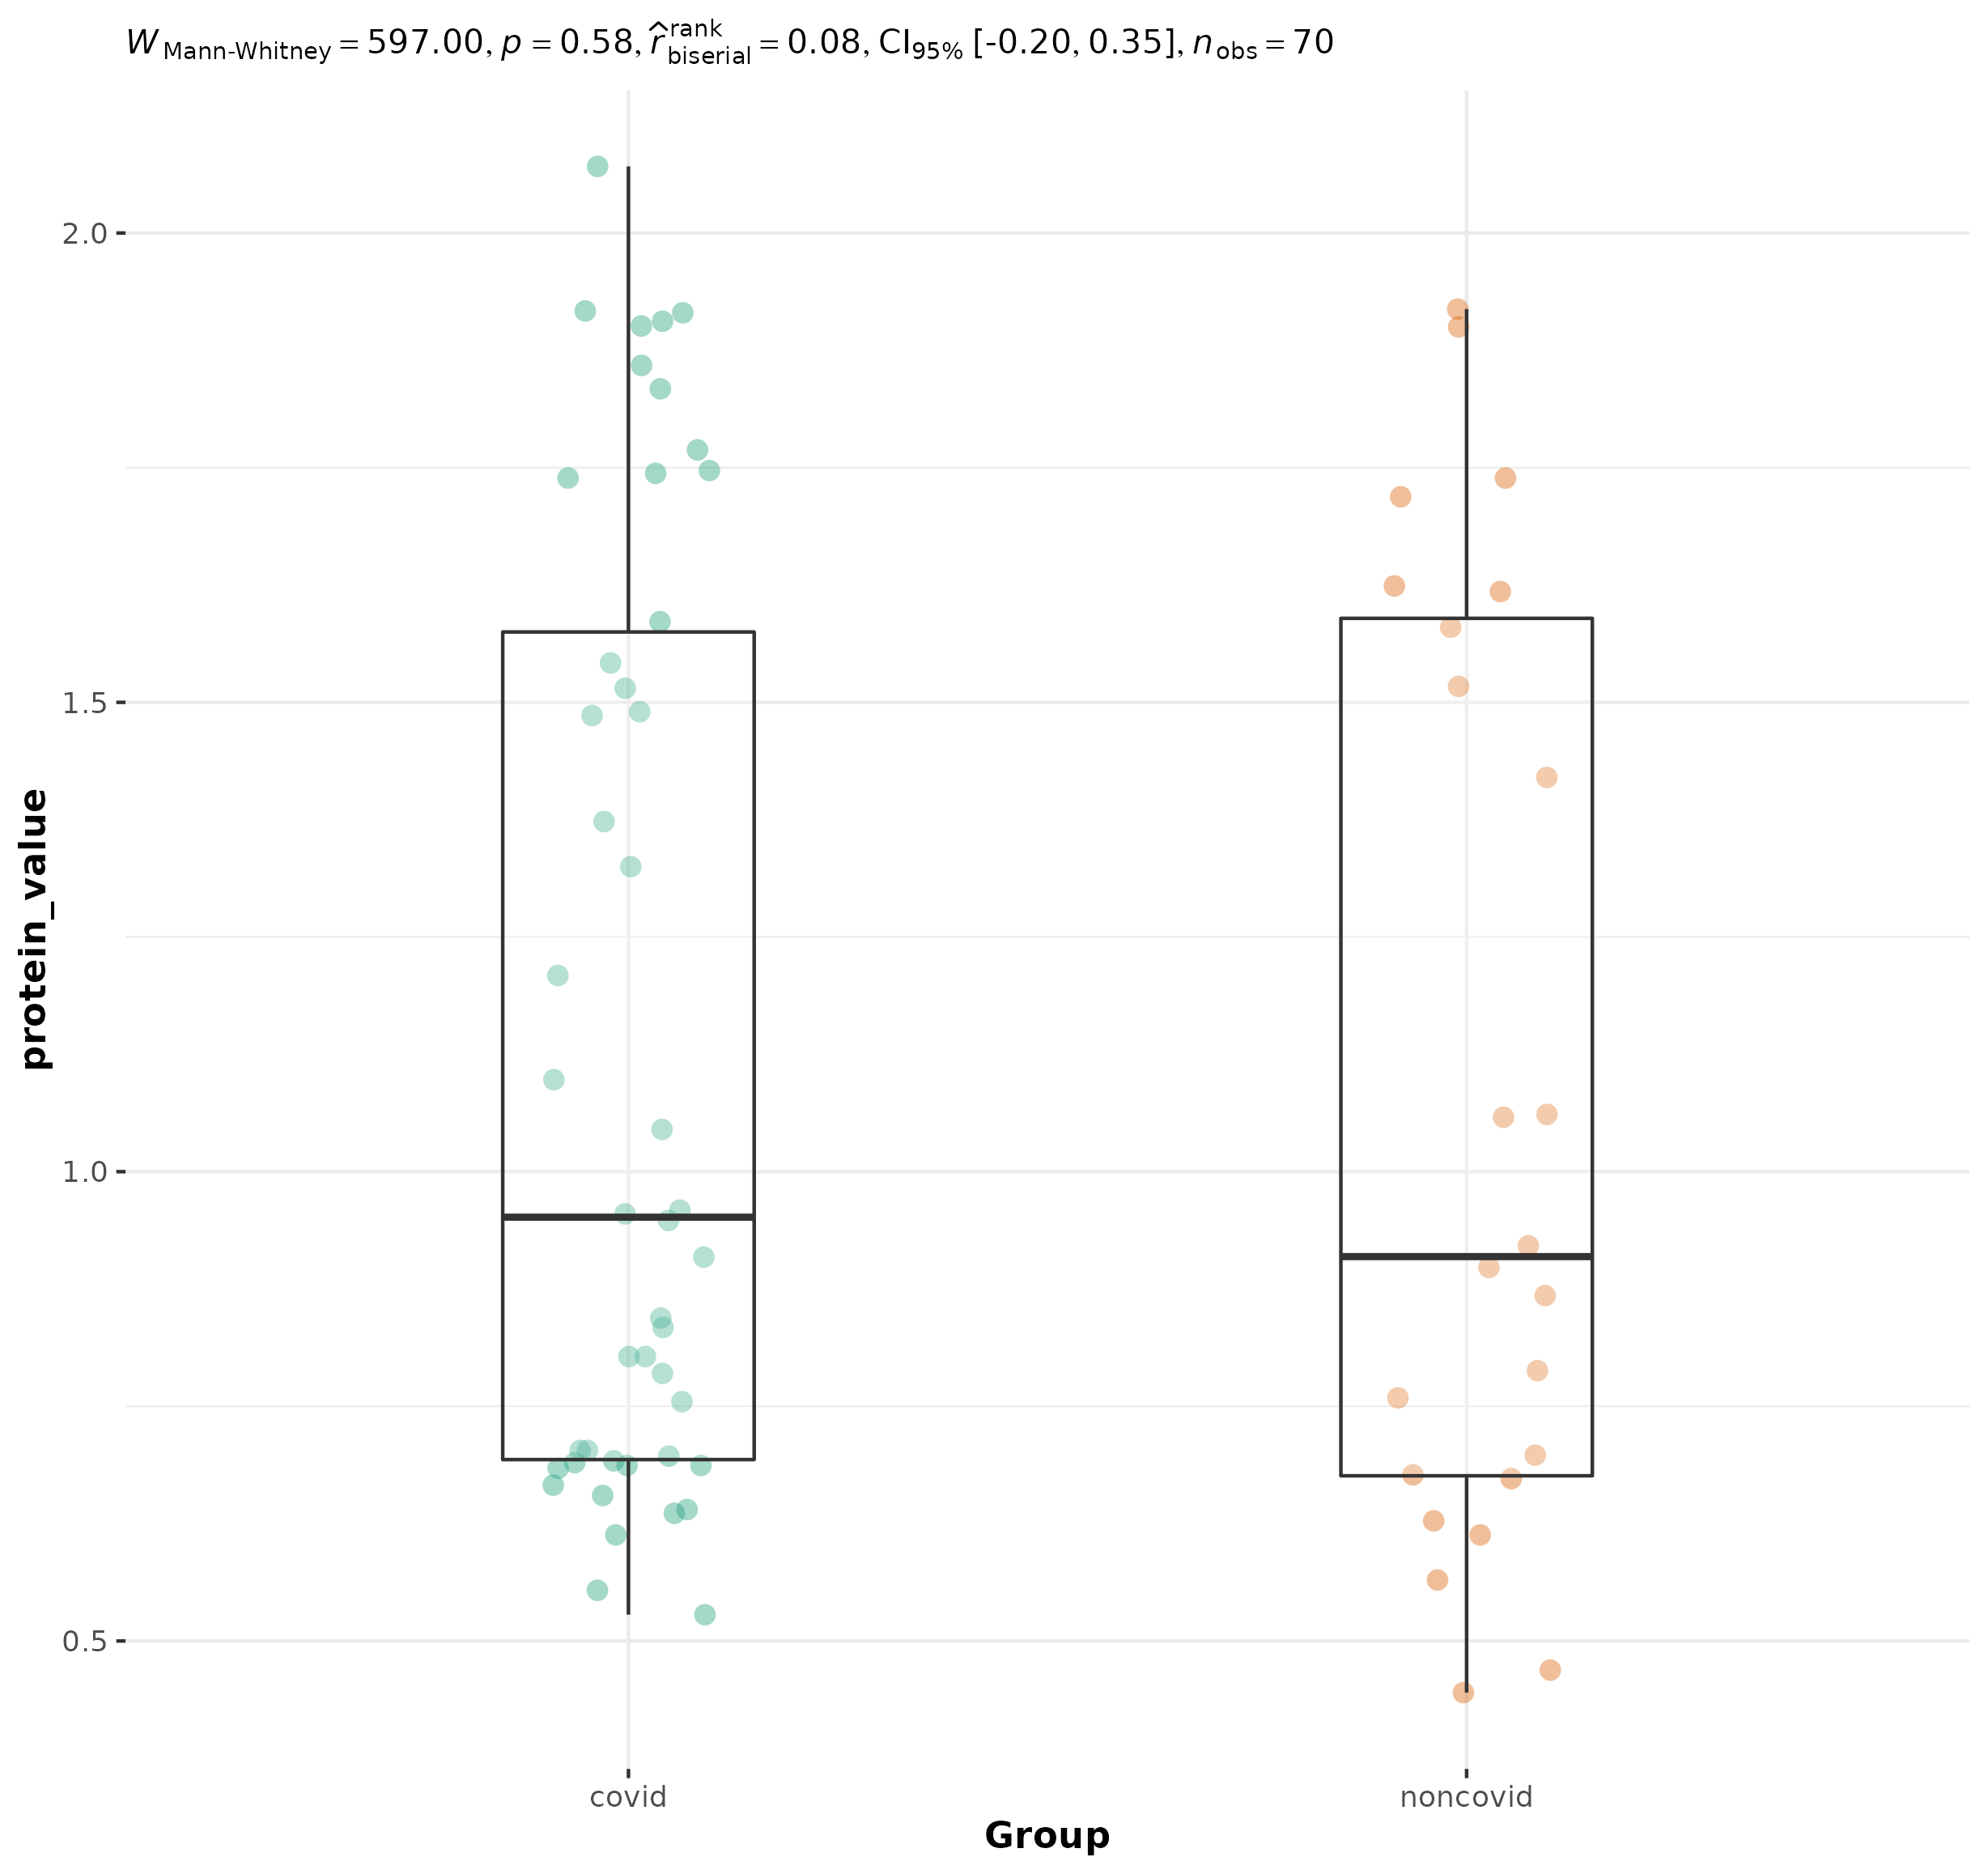 W Mann-Whitney = 597.00, p = 0.58, r̂ rank biserial = 0.08, CI95% [-0.20, 0.35], n obs = 70
2.0
1.5
1.0
0.5
protein_value
covid
noncovid
Group